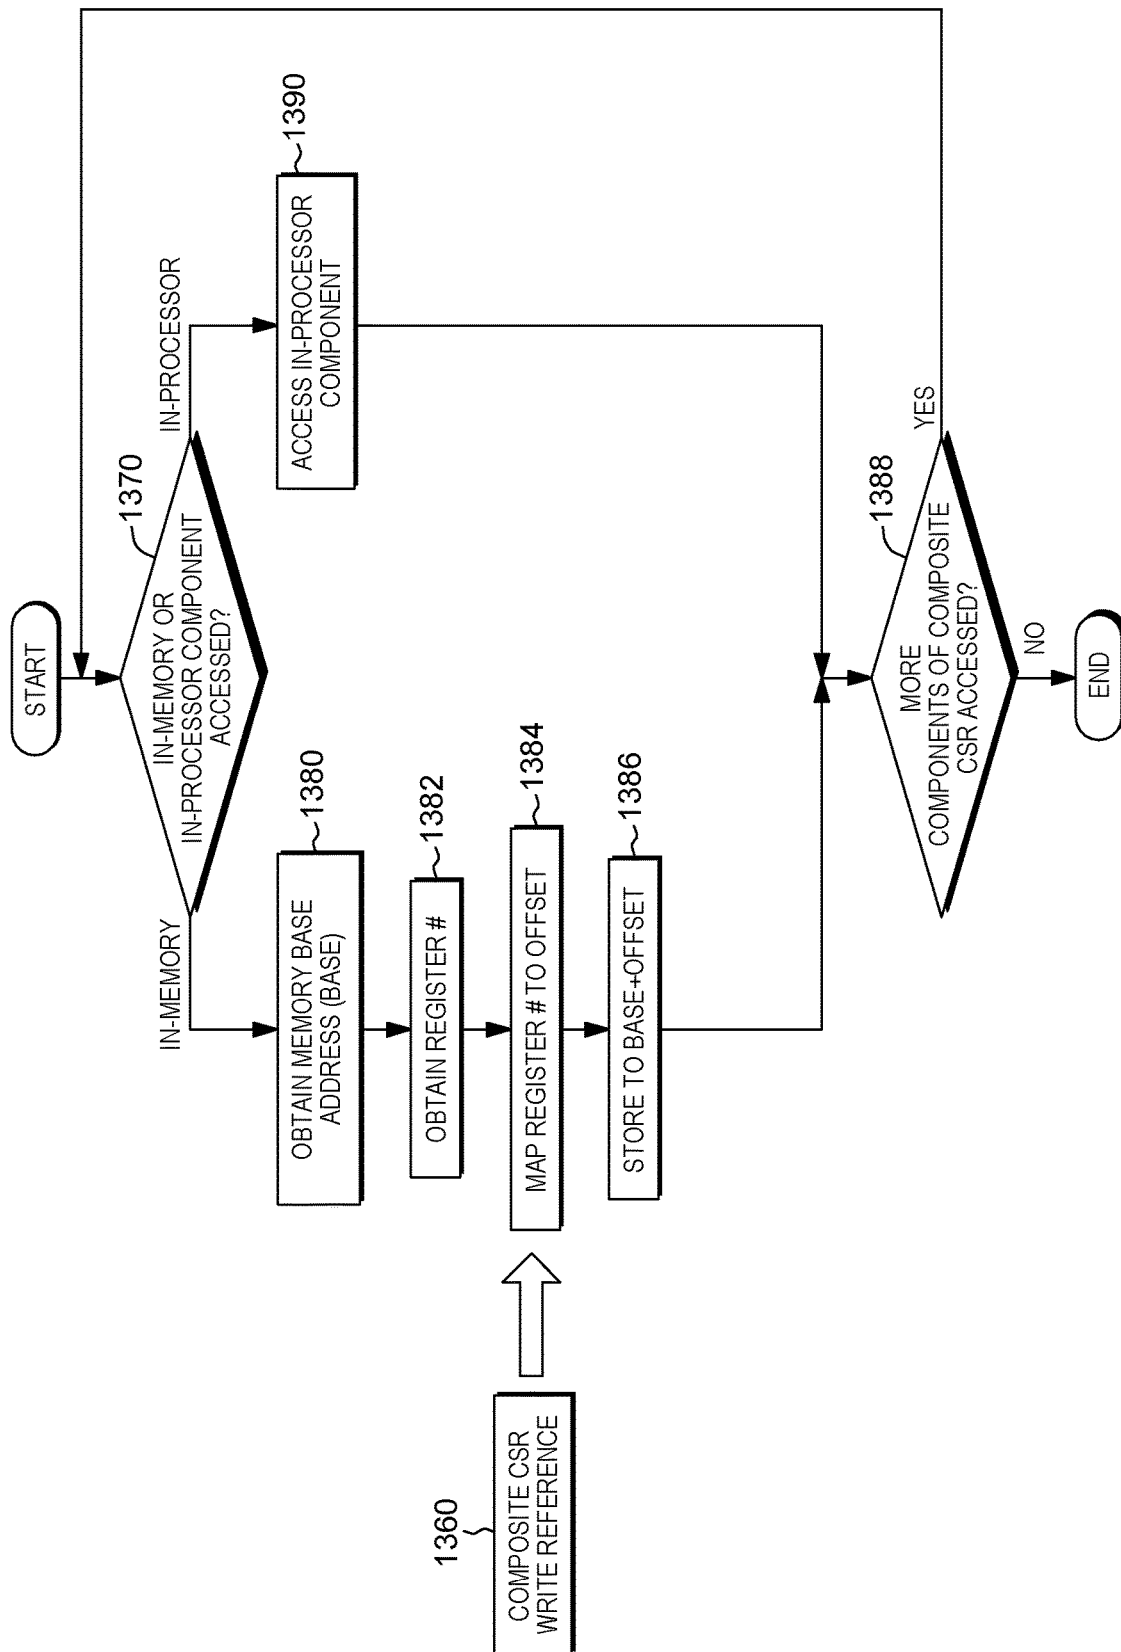 START
1370
IN-MEMORY OR
IN-PROCESSOR COMPONENT
ACCESSED?
IN-MEMORY
IN-PROCESSOR
1380
OBTAIN MEMORY BASE
ADDRESS (BASE)
1390
ACCESS IN-PROCESSOR
COMPONENT
1382
OBTAIN REGISTER #
1360
COMPOSITE CSR
WRITE REFERENCE
1384
MAP REGISTER # TO OFFSET
1386
STORE TO BASE+OFFSET
1388
MORE
COMPONENTS OF COMPOSITE
CSR ACCESSED?
YES
NO
END